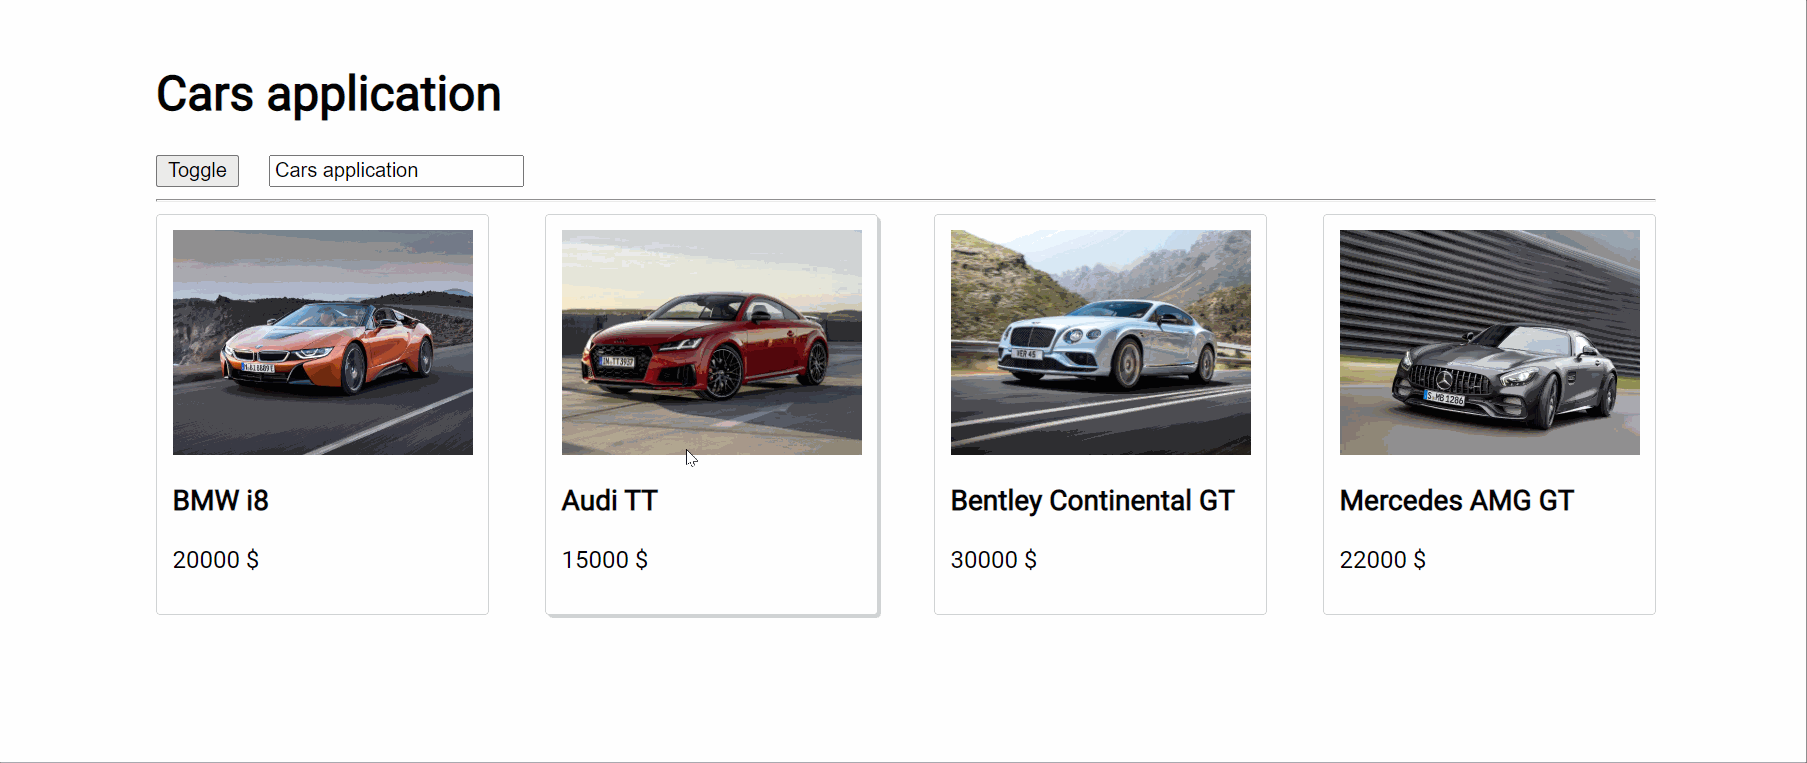 Cars application
Toggle
Cars application
BMW i8
20000 $
Audi TT
15000 $
Bentley Continental GT
30000 $
Mercedes AMG GT
22000 $